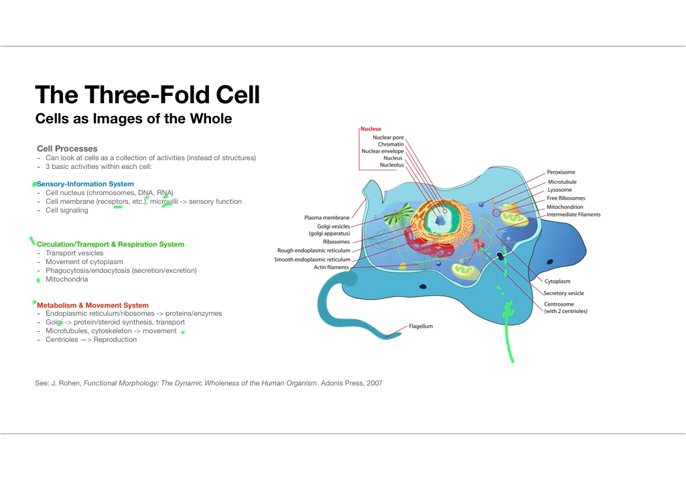 The Three-Fold Cell
Cells as Images of the Whole
Cell Processes
- Can look at cells as a collection of activities (instead of structures)
- 3 basic activities within each cell:
Sensory-Information System
- Cell nucleus (chromosomes, DNA, RNA)
- Cell membrane (receptors, etc.), microvilli -> sensory function
- Cell signaling
Circulation/Transport & Respiration System
- Transport vesicles
- Movement of cytoplasm
- Phagocytosis/endocytosis (secretion/excretion)
- Mitochondria
Metabolism & Movement System
- Endoplasmic reticulum/ribosomes -> proteins/enzymes
- Golgi -> protein/steroid synthesis, transport
- Microtubules, cytoskeleton -> movement
- Centrioles —> Reproduction
See: J. Rohen, Functional Morphology: The Dynamic Wholeness of the Human Organism. Adonis Press, 2007
Nucleus
Nuclear pore
Chromatin
Nuclear envelope
Nucleus
Nucleolus
Plasma membrane
Golgi vesicles
(golgi apparatus)
Ribosomes
Rough endoplasmic reticulum
Smooth endoplasmic reticulum
Actin filaments
Flagellum
Peroxisome
Microtubule
Lysosome
Free Ribosomes
Mitochondrion
Intermediate Filaments
Cytoplasm
Secretory vesicle
Centrosome
(with 2 centrioles)